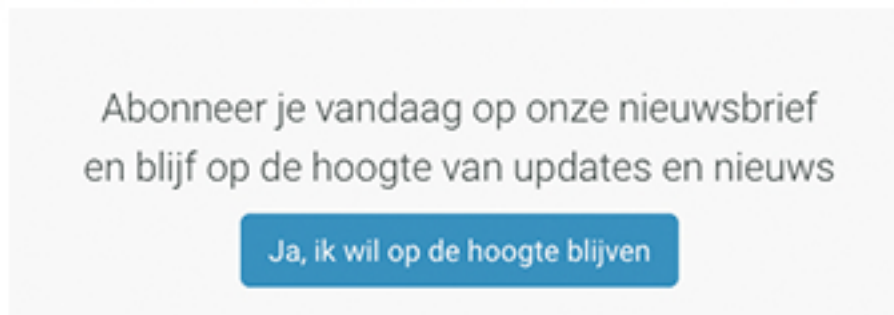 Abonneer je vandaag op onze nieuwsbrief
en blijf op de hoogte van updates en nieuws
Ja, ik wil op de hoogte blijven